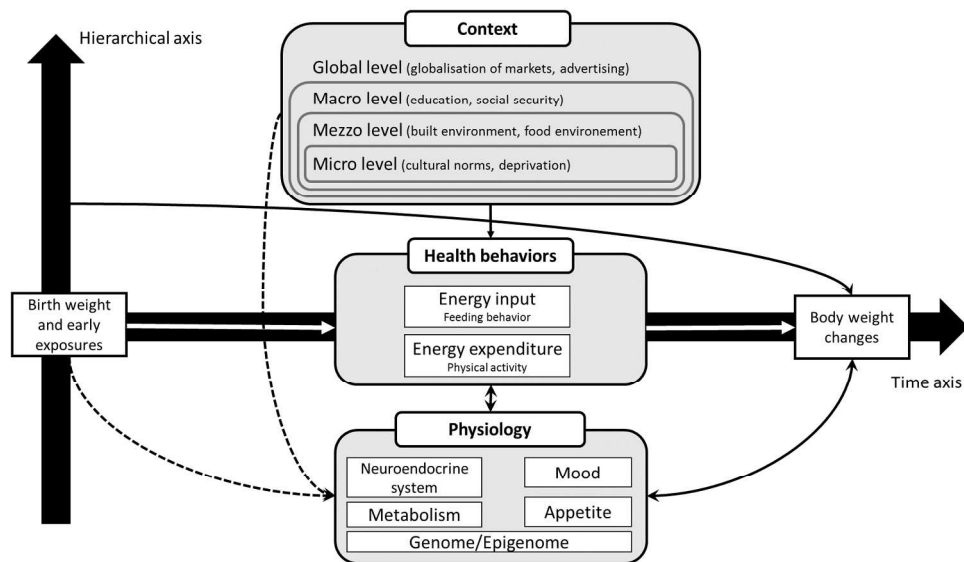 Hierarchical axis
Context
Global level (globalisation of markets, advertising)
Macro level (education, social security)
Mezzo level (built environment, food environement)
Micro level (cultural norms, deprivation)
Health behaviors
Energy input
Feeding behavior
Energy expenditure
Physical activity
Birth weight
and early
exposures
Body weight
changes
Time axis
Physiology
Neuroendocrine
system
Mood
Metabolism
Appetite
Genome/Epigenome